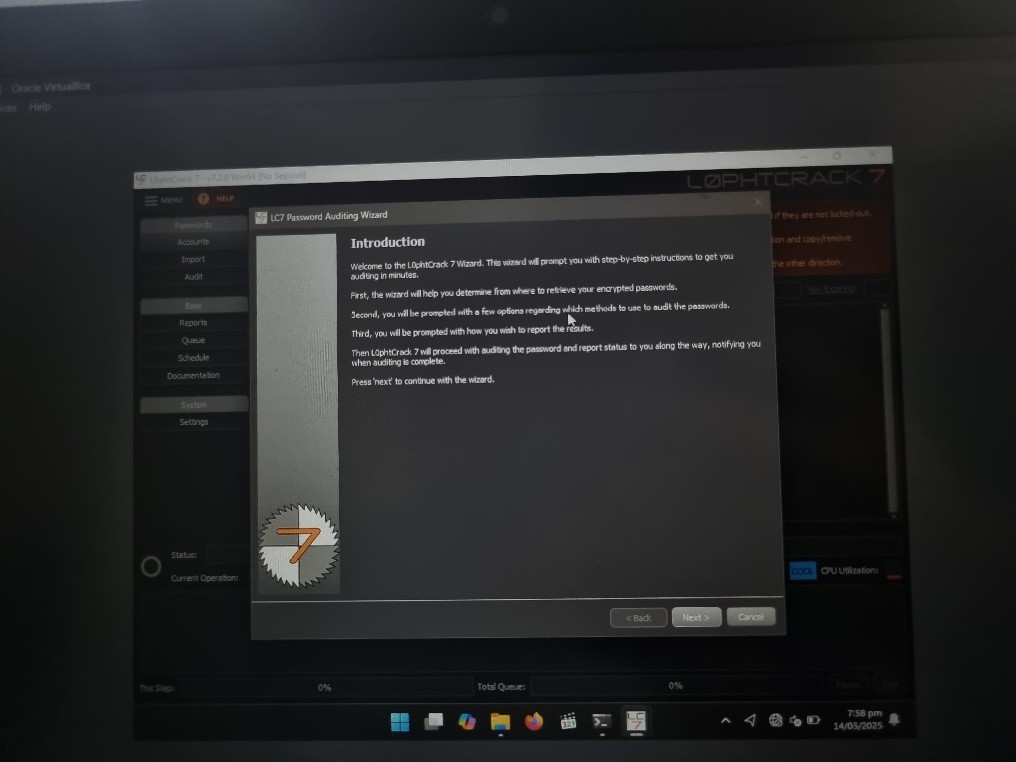 Oracle VirtualBox
Help
L0phtCrack 7 - v7.2.0 Win64 (No Session)
MENU
? HELP
L0PHTCRACK 7
Passwords
Accounts
Import
Audit
Base
Reports
Queue
Schedule
Documentation
System
Settings
if they are not locked out.
ion and copy/remove
the other direction.
LC7 Password Auditing Wizard
Introduction
Welcome to the L0phtCrack 7 Wizard. This wizard will prompt you with step-by-step instructions to get you
auditing in minutes.
First, the wizard will help you determine from where to retrieve your encrypted passwords.
Second, you will be prompted with a few options regarding which methods to use to audit the passwords.
Third, you will be prompted with how you wish to report the results.
Then L0phtCrack 7 will proceed with auditing the password and report status to you along the way, notifying you
when auditing is complete.
Press 'next' to continue with the wizard.
7
< Back
Next >
Cancel
Status:
Current Operation:
COOL
CPU Utilization:
This Step:
0%
Total Queue:
0%
321
LC
7
7:58 pm
14/05/2025